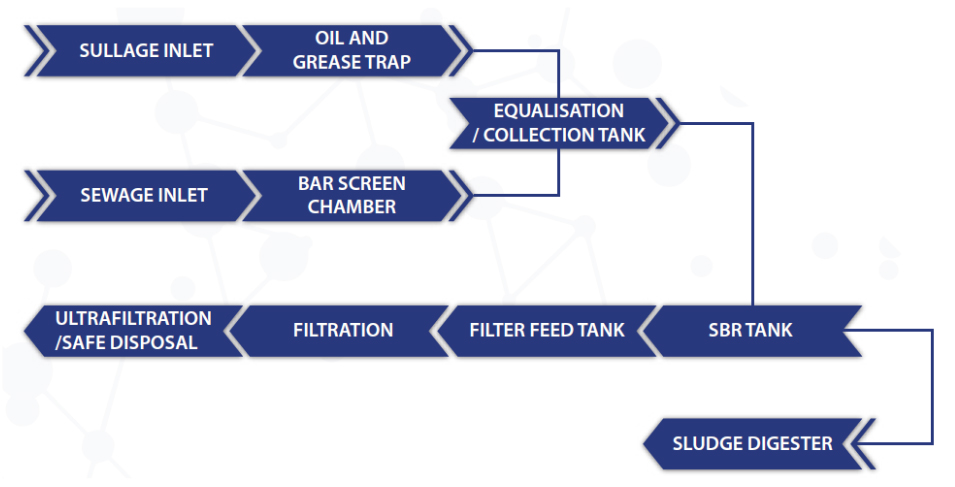 SULLAGE INLET
OIL AND
GREASE TRAP
EQUALISATION
/ COLLECTION TANK
SEWAGE INLET
BAR SCREEN
CHAMBER
ULTRAFILTRATION
/SAFE DISPOSAL
FILTRATION
FILTER FEED TANK
SBR TANK
SLUDGE DIGESTER